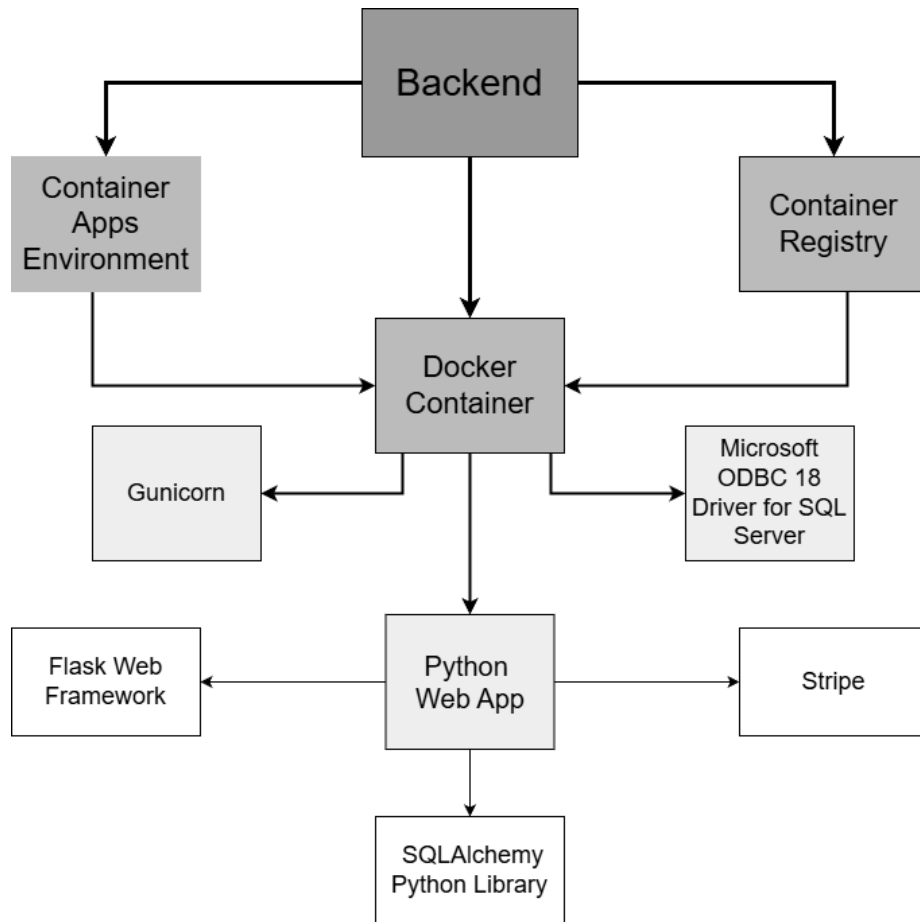 Backend
Container
Apps
Environment
Container
Registry
Docker
Container
Gunicorn
Microsoft
ODBC 18
Driver for SQL
Server
Flask Web
Framework
Python
Web App
Stripe
SQLAlchemy
Python Library